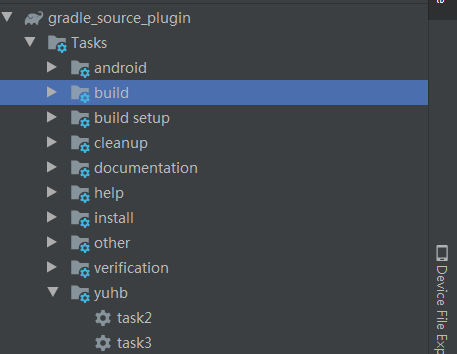 gradle_source_plugin
Tasks
android
build
build setup
cleanup
documentation
help
install
other
verification
yuhb
task2
task3
Device File Exp